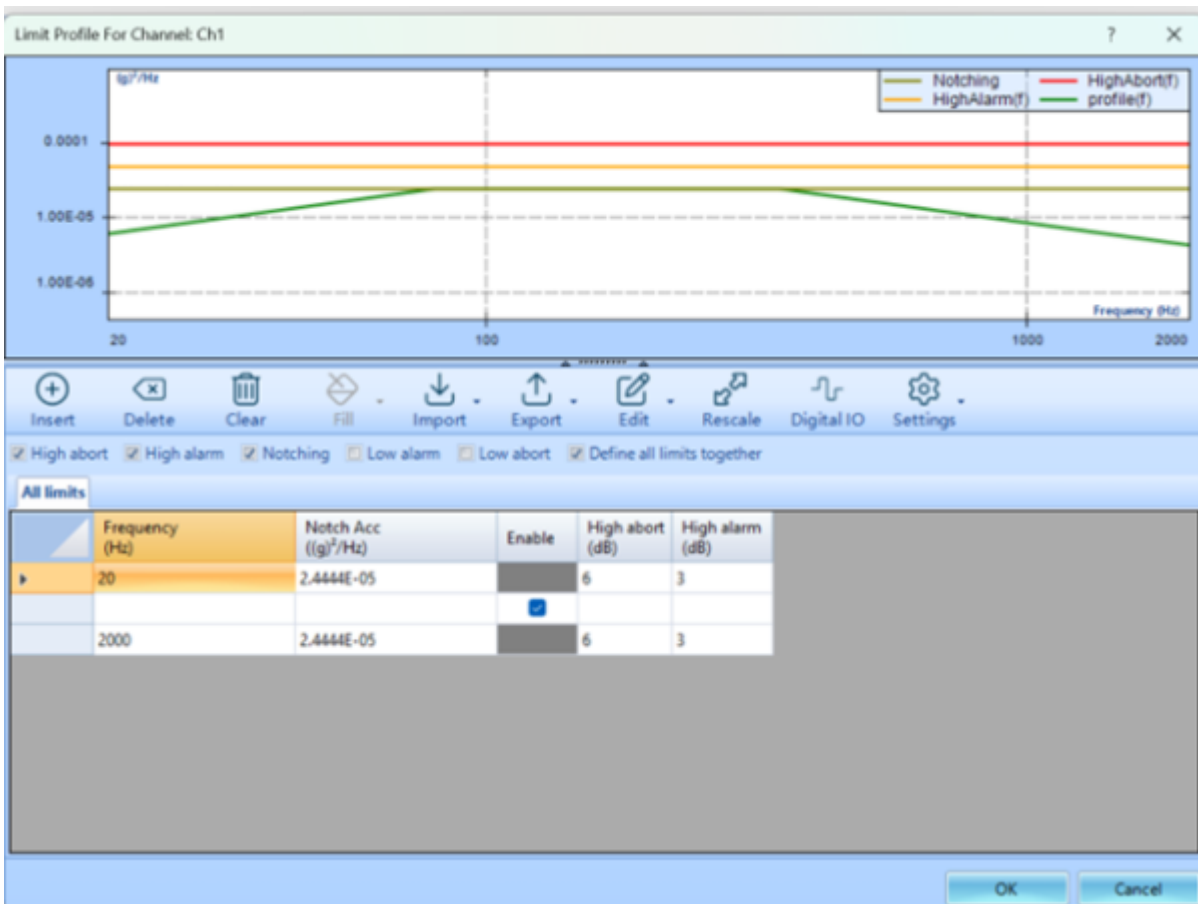 Limit Profile For Channel: Ch1
?
(g)²/Hz
Notching HighAbort(f)
HighAlarm(f) profile(f)
0.0001
1.00E-05
1.00E-06
Frequency (Hz)
20 100 1000 2000
Insert Delete Clear Fill Import Export Edit Rescale Digital IO Settings
High abort High alarm Notching Low alarm Low abort Define all limits together
All limits
Frequency (Hz) Notch Acc ((g)²/Hz) Enable High abort (dB) High alarm (dB)
20 2.4444E-05 6 3
2000 2.4444E-05 6 3
OK Cancel